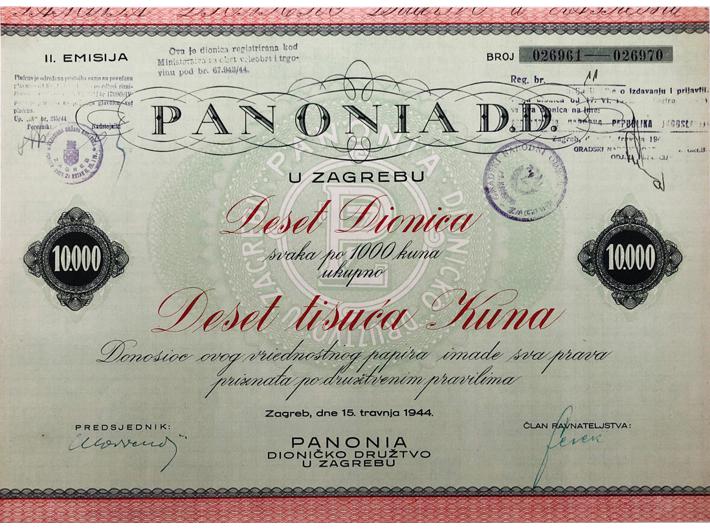 II. EMISIJA
Ova je dionica registrirana kod
Ministarstva za obrt veleobrt i trgo-
vinu pod br. 67.943/44.
BROJ 026961—026970
Reg. br. 11
o izdavanju i prijavi
PANONIA D.D.
U ZAGREBU
Deset Dionica
svaka po 1000 kuna
ukupno
10.000
10.000
Deset tisuća Kuna
Donosioc ovog vriednostnog papira imade sva prava
priznata po družtvenim pravilima
Zagreb, dne 15. travnja 1944.
PREDSJEDNIK:
PANONIA
DIONIČKO DRUŽTVO
U ZAGREBU
ČLAN RAVNATELJSTVA: